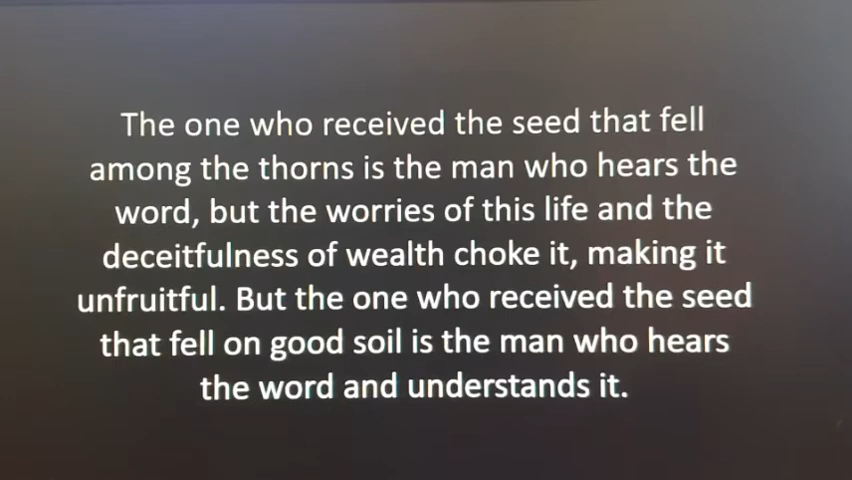 The one who received the seed that fell
among the thorns is the man who hears the
word, but the worries of this life and the
deceitfulness of wealth choke it, making it
unfruitful. But the one who received the seed
that fell on good soil is the man who hears
the word and understands it.